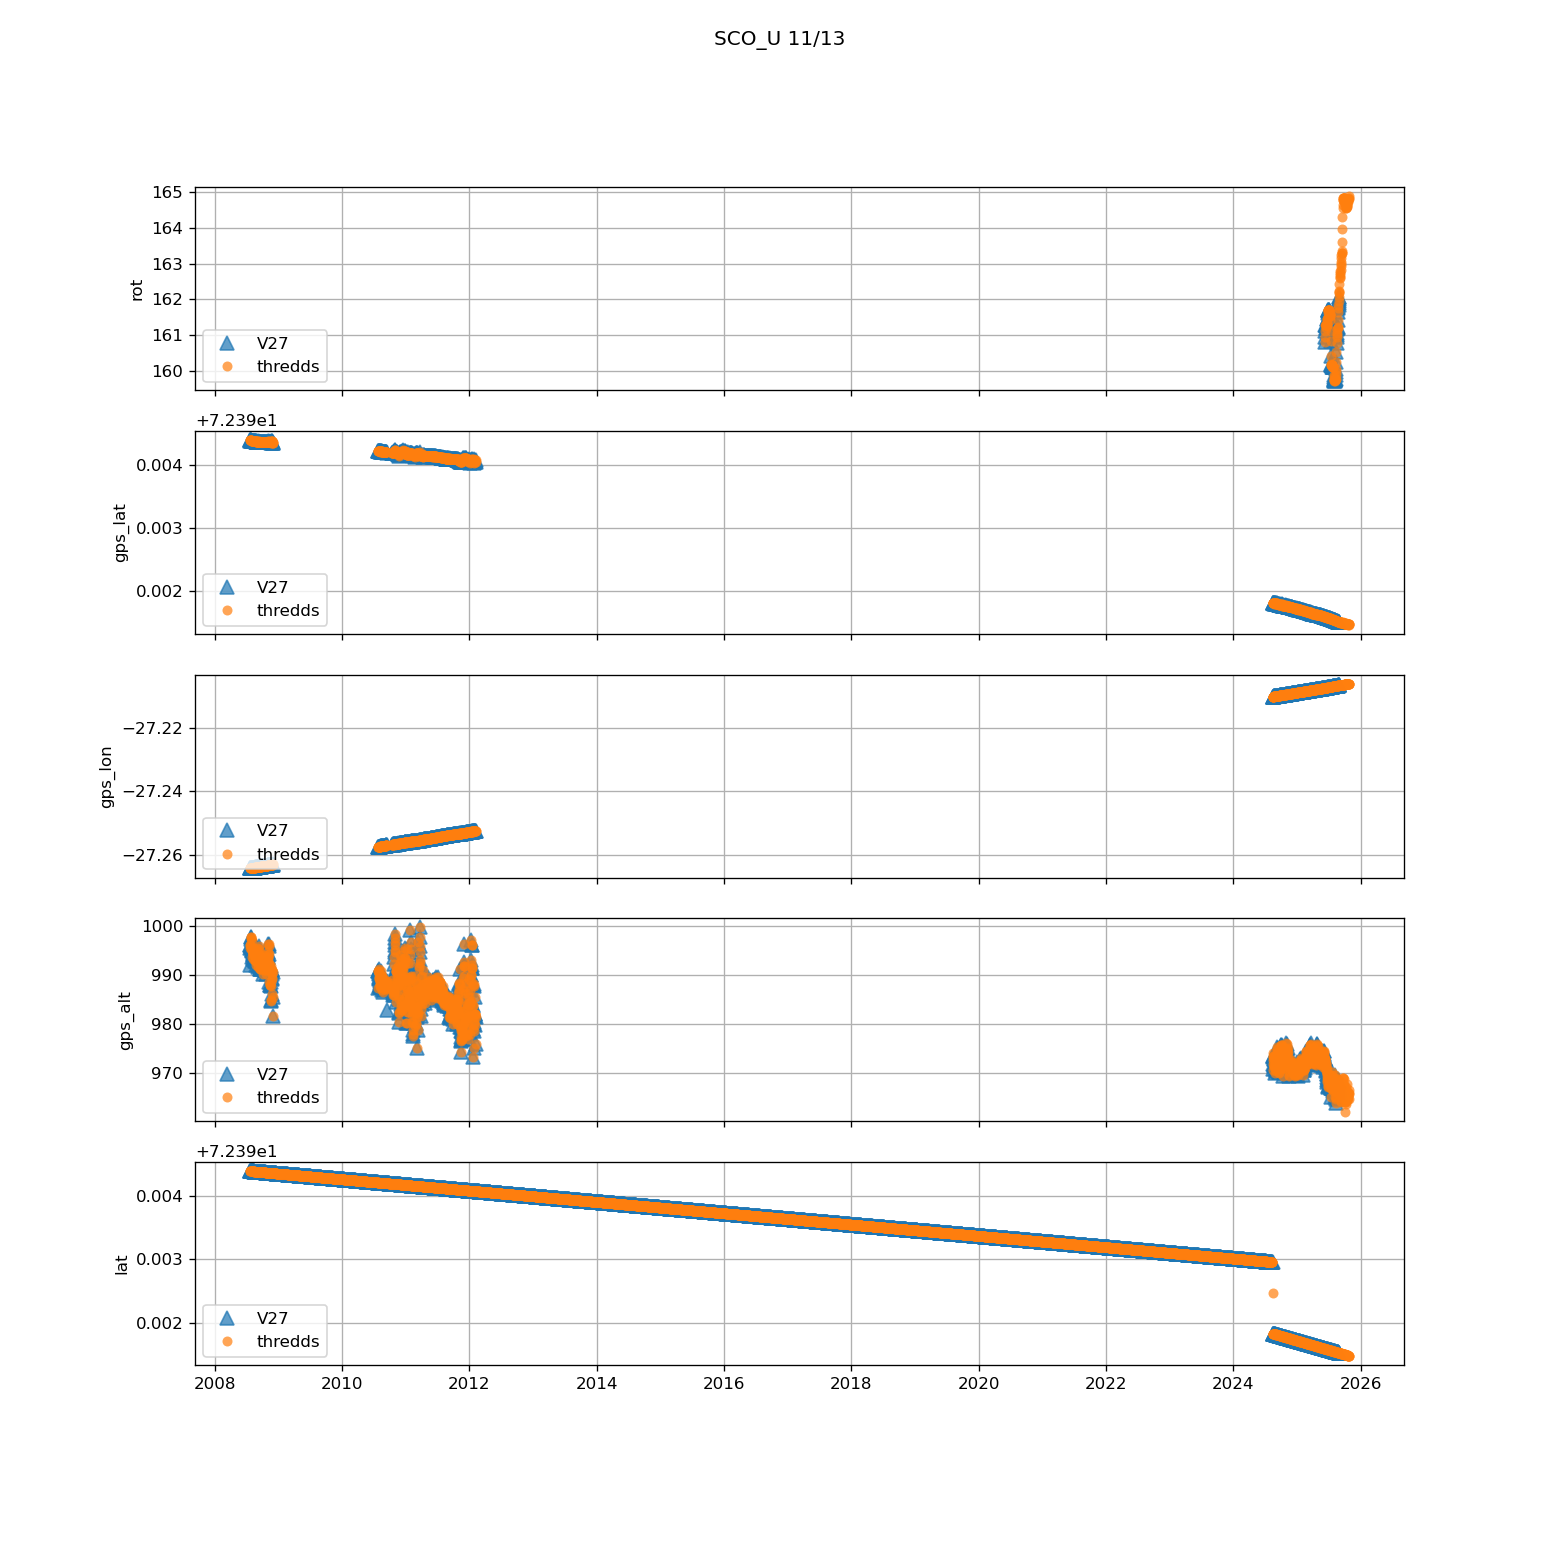 SCO_U 11/13
165
164
163
162
161
160
rot
V27
thredds
+7.239e1
0.004
0.003
0.002
gps_lat
V27
thredds
−27.22
−27.24
−27.26
gps_lon
V27
thredds
1000
990
980
970
gps_alt
V27
thredds
+7.239e1
0.004
0.003
0.002
lat
V27
thredds
2008 2010 2012 2014 2016 2018 2020 2022 2024 2026